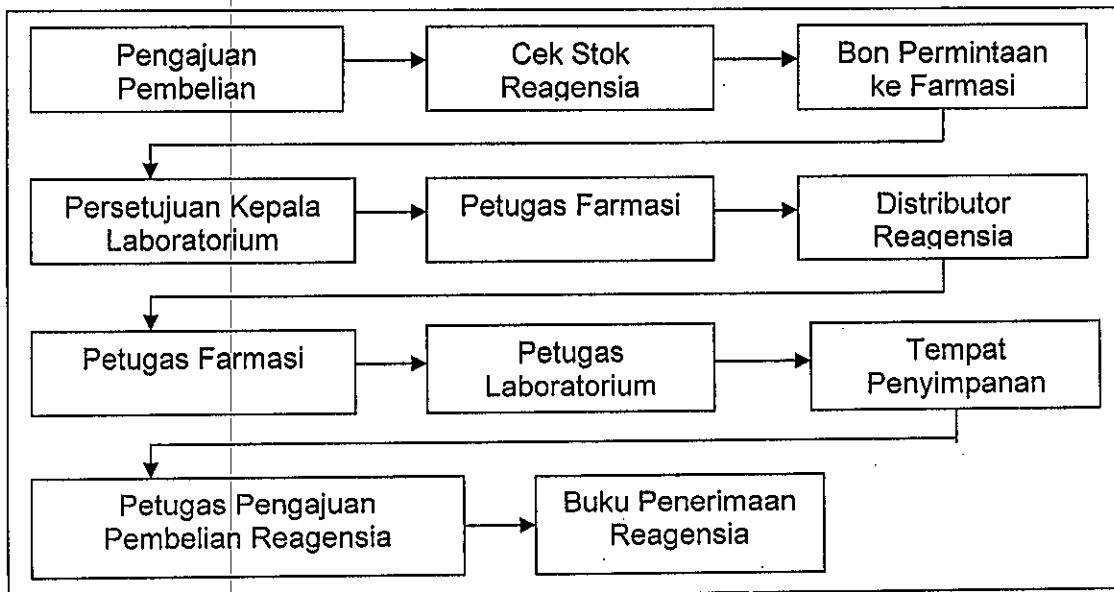 Pengajuan
Pembelian
Cek Stok
Reagensia
Bon Permintaan
ke Farmasi
Persetujuan Kepala
Laboratorium
Petugas Farmasi
Distributor
Reagensia
Petugas Farmasi
Petugas
Laboratorium
Tempat
Penyimpanan
Petugas Pengajuan
Pembelian Reagensia
Buku Penerimaan
Reagensia